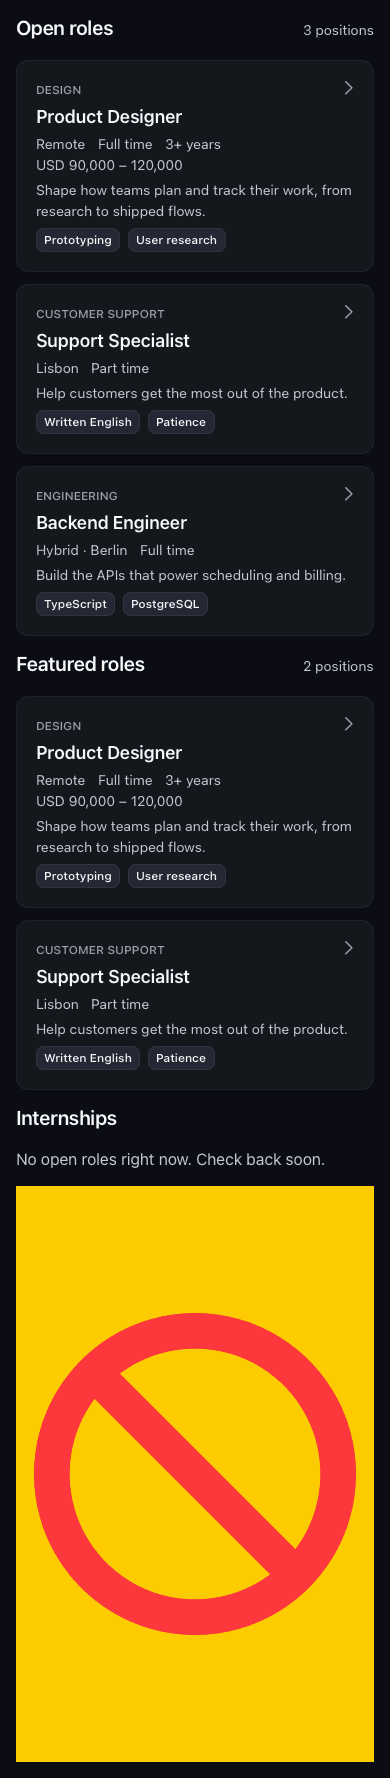 Open roles
3 positions
DESIGN
Product Designer
Remote Full time 3+ years
USD 90,000 – 120,000
Shape how teams plan and track their work, from
research to shipped flows.
Prototyping User research
CUSTOMER SUPPORT
Support Specialist
Lisbon Part time
Help customers get the most out of the product.
Written English Patience
ENGINEERING
Backend Engineer
Hybrid · Berlin Full time
Build the APIs that power scheduling and billing.
TypeScript PostgreSQL
Featured roles
2 positions
DESIGN
Product Designer
Remote Full time 3+ years
USD 90,000 – 120,000
Shape how teams plan and track their work, from
research to shipped flows.
Prototyping User research
CUSTOMER SUPPORT
Support Specialist
Lisbon Part time
Help customers get the most out of the product.
Written English Patience
Internships
No open roles right now. Check back soon.